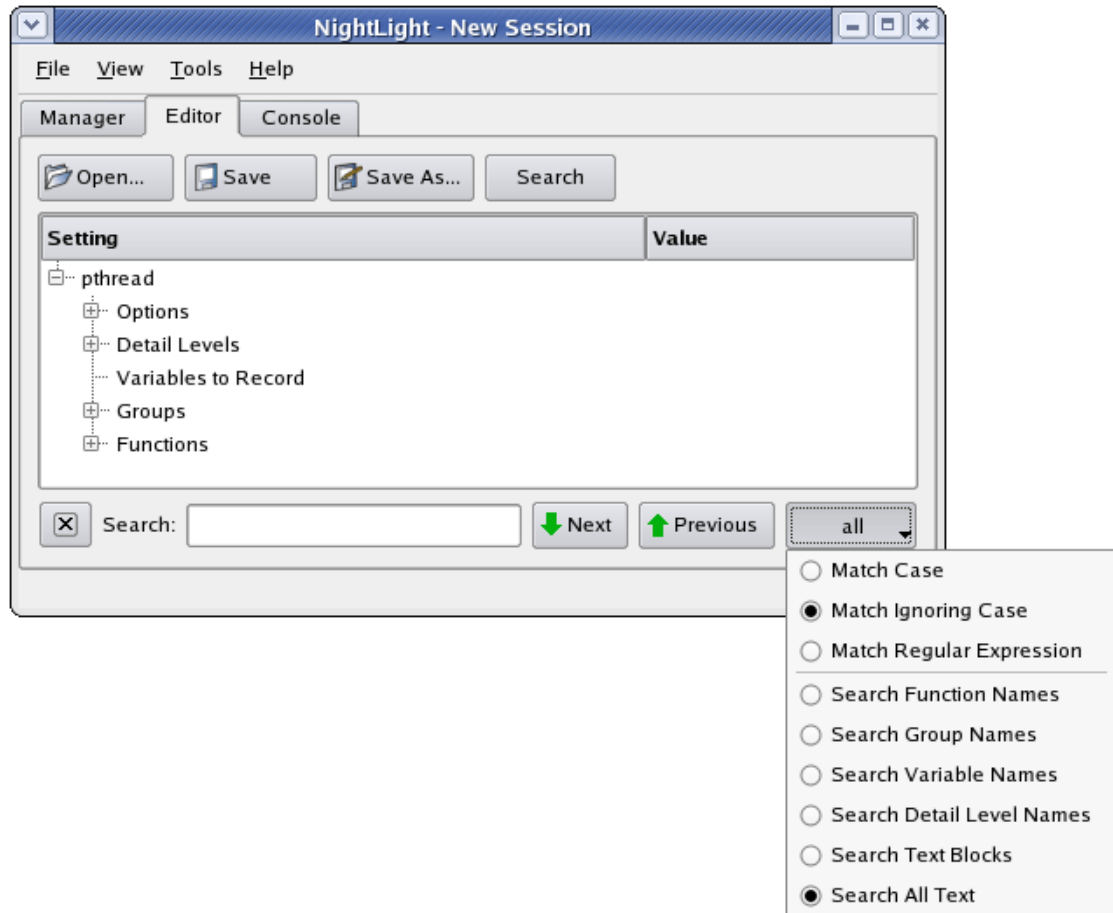 NightLight - New Session
File View Tools Help
Manager Editor Console
Open... Save Save As... Search
Setting Value
pthread
Options
Detail Levels
Variables to Record
Groups
Functions
Search: Next Previous all
Match Case
Match Ignoring Case
Match Regular Expression
Search Function Names
Search Group Names
Search Variable Names
Search Detail Level Names
Search Text Blocks
Search All Text